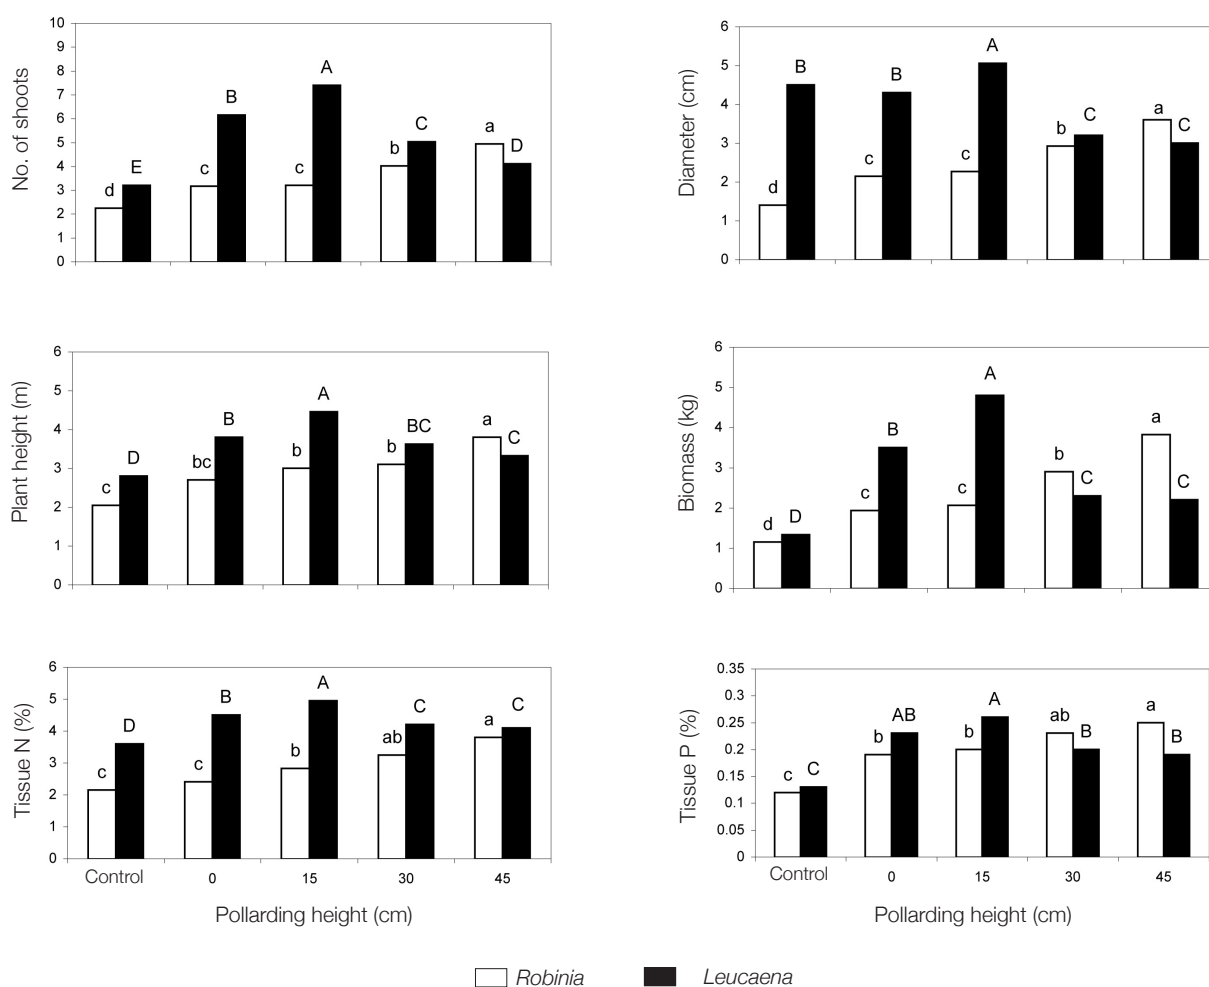 No. of shoots
10
9
8
7
6
5
4
3
2
1
0
d E c B c A b C a D
Diameter (cm)
6
5
4
3
2
1
0
d B c B c A b C a C
Plant height (m)
6
5
4
3
2
1
0
c D bc B b A b BC a C
Biomass (kg)
6
5
4
3
2
1
0
d D c B c A b C a C
Tissue N (%)
6
5
4
3
2
1
0
c D c B b A ab C a C
Control 0 15 30 45
Pollarding height (cm)
Tissue P (%)
0.35
0.3
0.25
0.2
0.15
0.1
0.05
0
c C b AB b A ab B a B
Control 0 15 30 45
Pollarding height (cm)
Robinia Leucaena